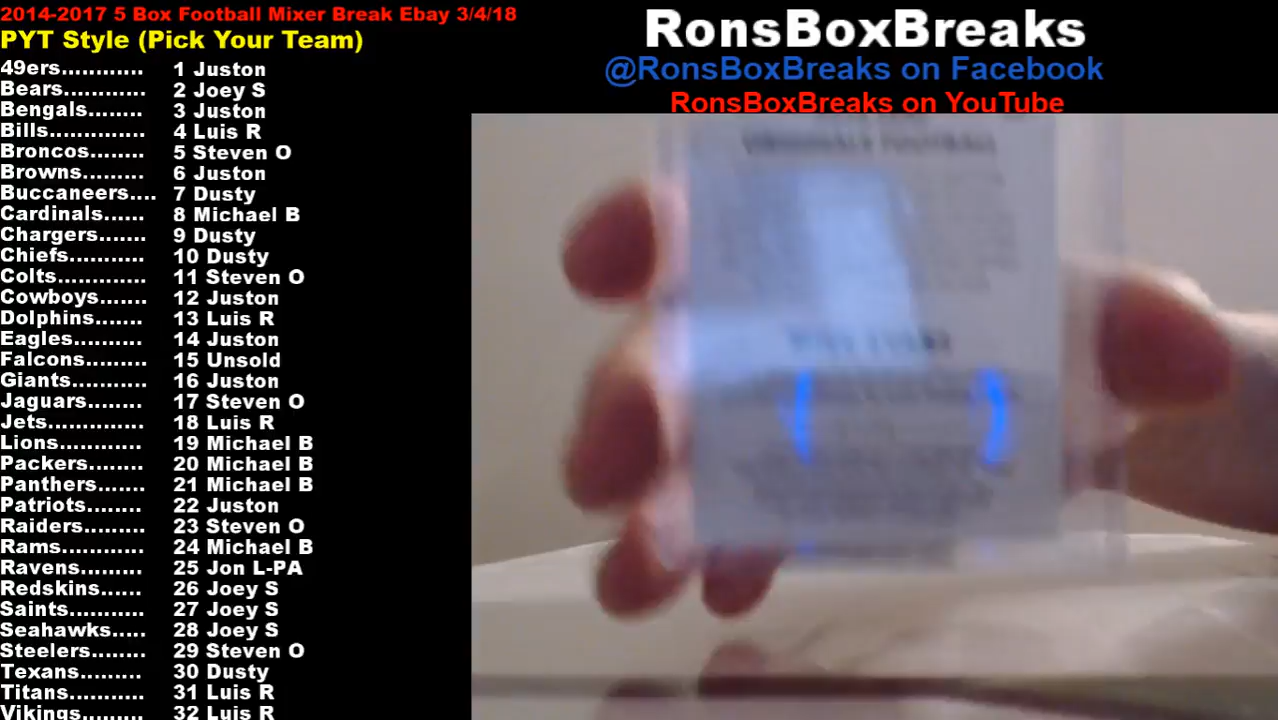 2014-2017 5 Box Football Mixer Break Ebay 3/4/18
PYT Style (Pick Your Team)
49ers............ 1 Juston
Bears............ 2 Joey S
Bengals........ 3 Juston
Bills.............. 4 Luis R
Broncos........ 5 Steven O
Browns......... 6 Juston
Buccaneers.... 7 Dusty
Cardinals...... 8 Michael B
Chargers....... 9 Dusty
Chiefs........... 10 Dusty
Colts............. 11 Steven O
Cowboys....... 12 Juston
Dolphins....... 13 Luis R
Eagles.......... 14 Juston
Falcons......... 15 Unsold
Giants........... 16 Juston
Jaguars......... 17 Steven O
Jets.............. 18 Luis R
Lions............ 19 Michael B
Packers........ 20 Michael B
Panthers....... 21 Michael B
Patriots........ 22 Juston
Raiders......... 23 Steven O
Rams............ 24 Michael B
Ravens......... 25 Jon L-PA
Redskins...... 26 Joey S
Saints........... 27 Joey S
Seahawks..... 28 Joey S
Steelers........ 29 Steven O
Texans......... 30 Dusty
Titans........... 31 Luis R
Vikings......... 32 Luis R
RonsBoxBreaks
@RonsBoxBreaks on Facebook
RonsBoxBreaks on YouTube